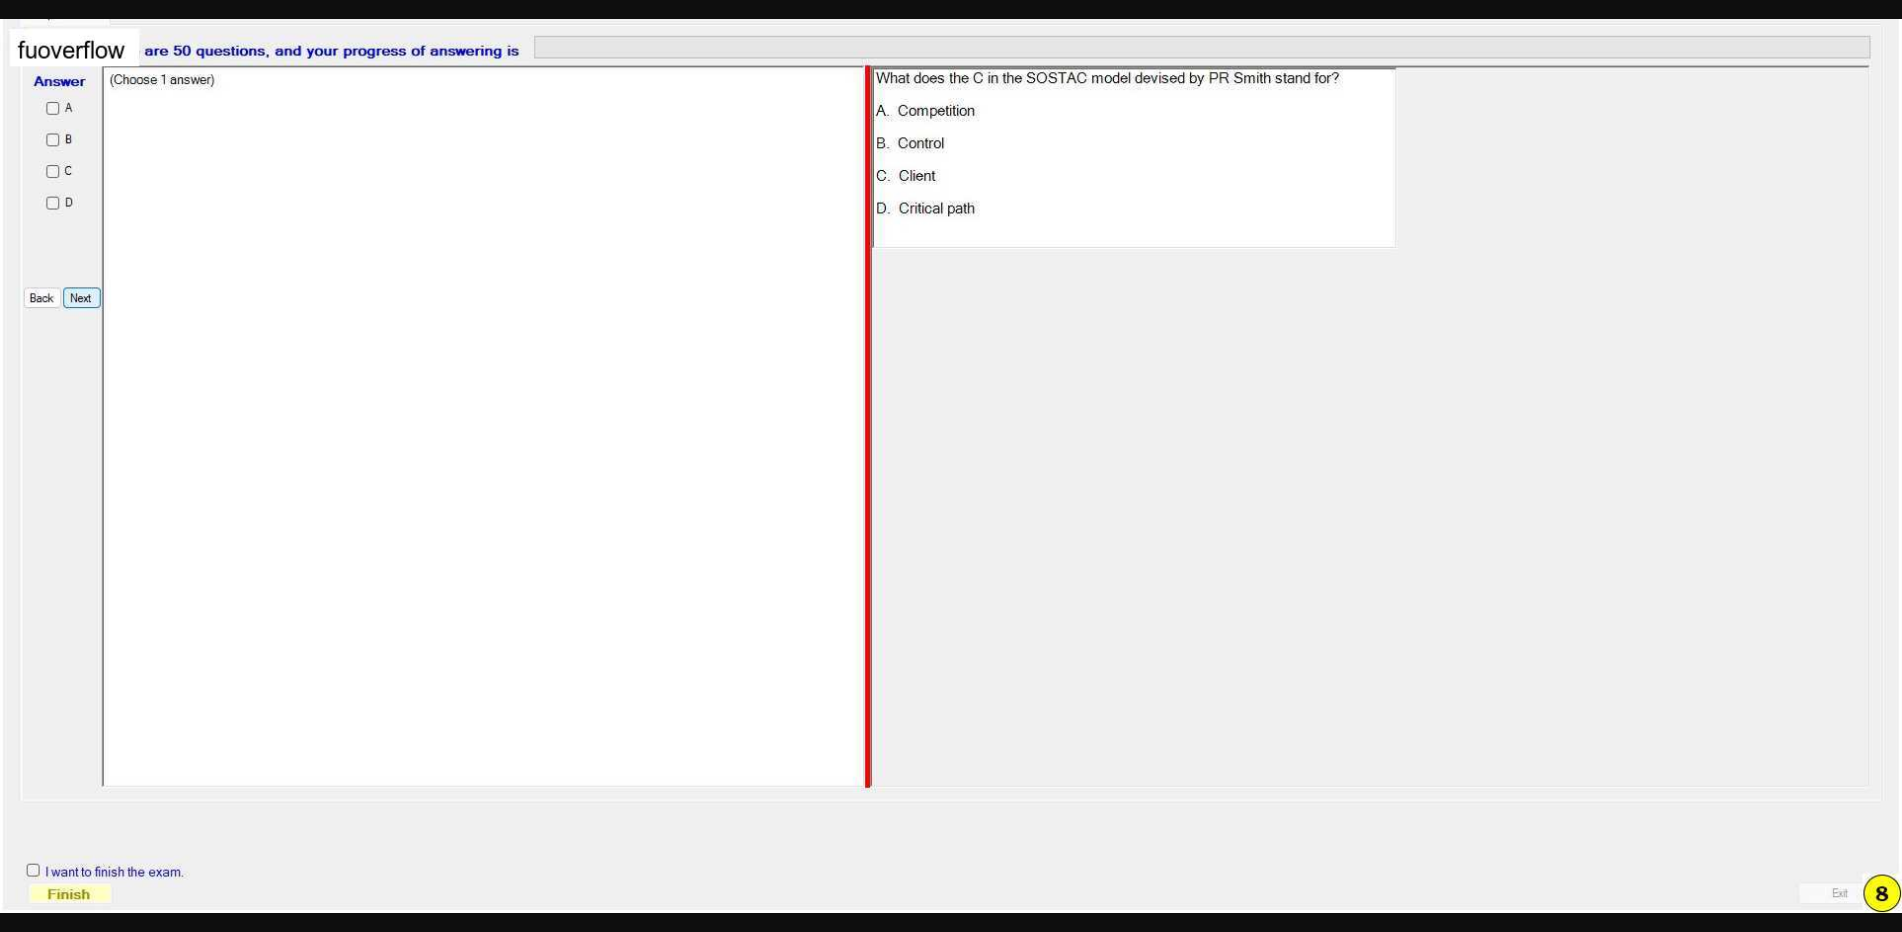 fuoverflow are 50 questions, and your progress of answering is
Answer
(Choose 1 answer)
A
B
C
D
Back Next
What does the C in the SOSTAC model devised by PR Smith stand for?
A. Competition
B. Control
C. Client
D. Critical path
I want to finish the exam.
Finish
Exit
8